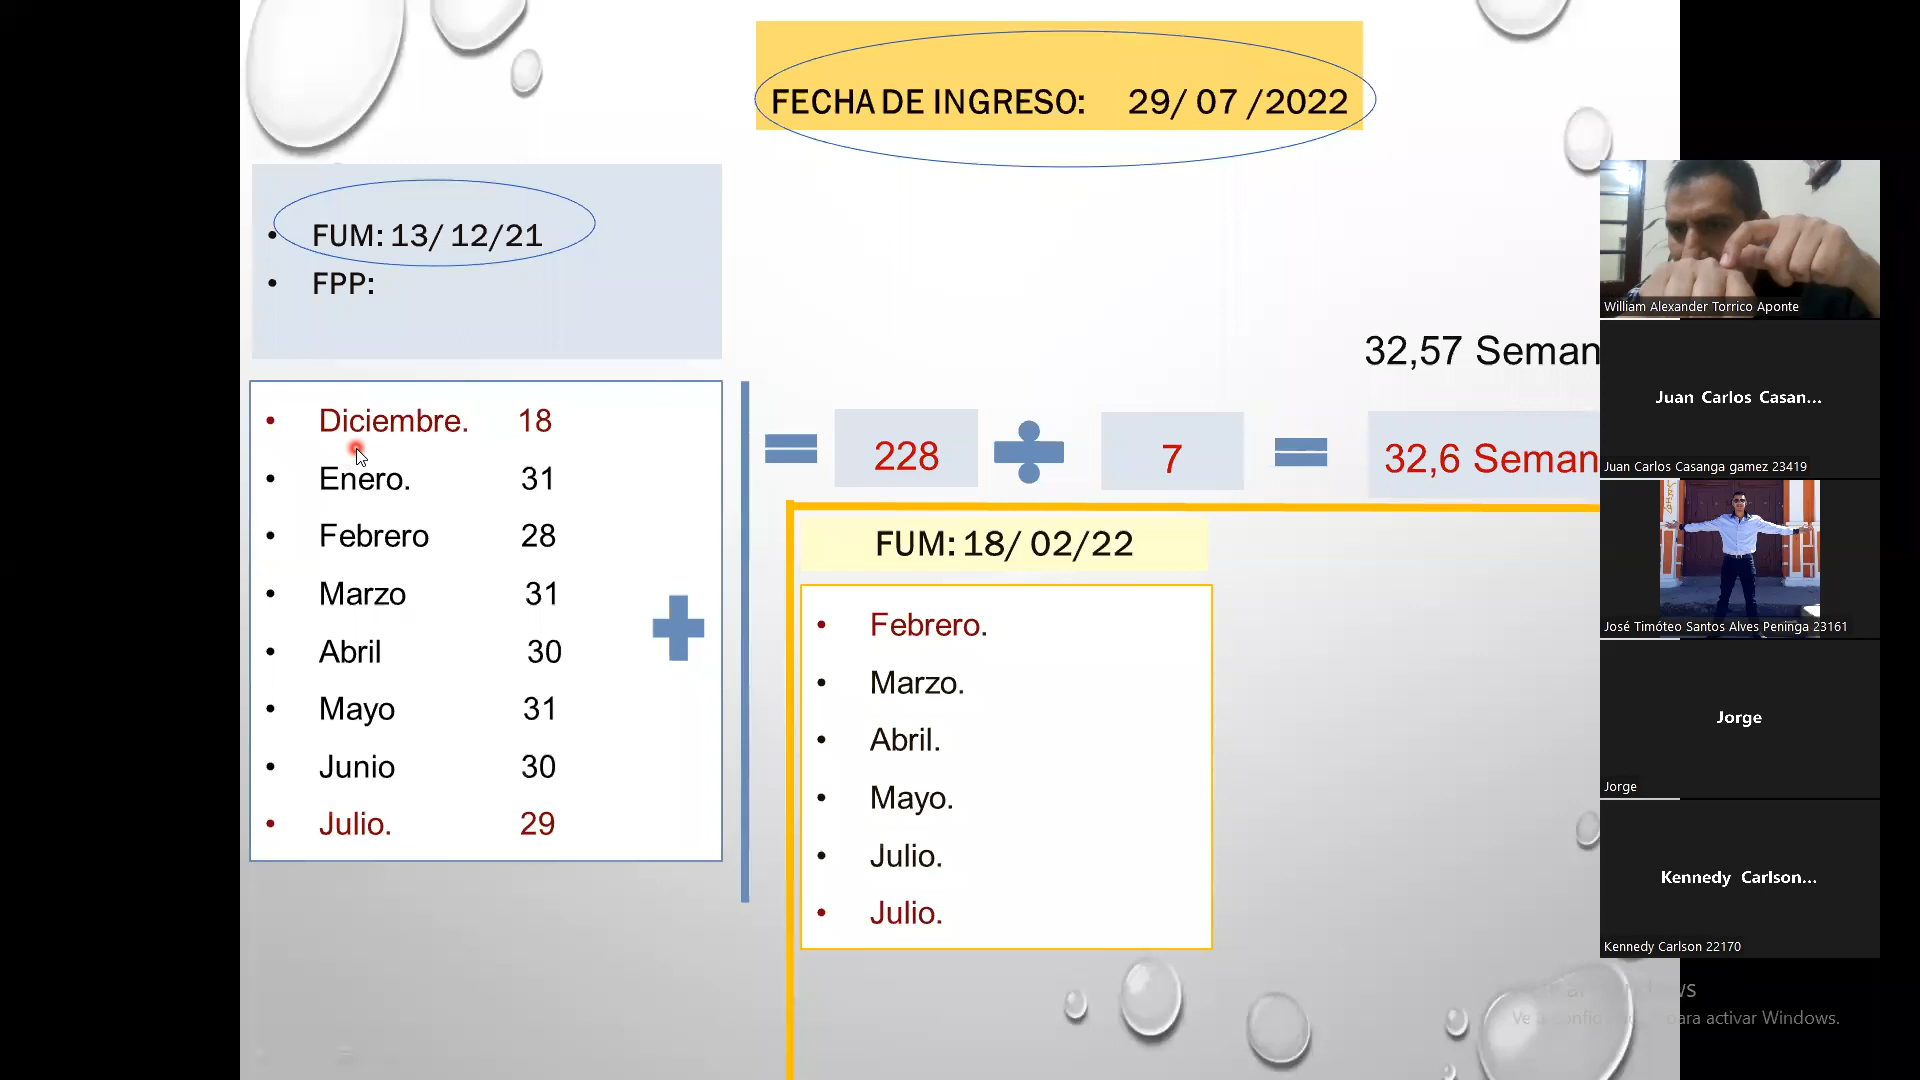 FECHA DE INGRESO: 29/ 07 /2022
• FUM: 13/ 12/21
• FPP:
• Diciembre. 18
• Enero. 31
• Febrero 28
• Marzo 31
• Abril 30
• Mayo 31
• Junio 30
• Julio. 29
32,57 Seman
228
7
32,6 Seman
FUM: 18/ 02/22
• Febrero.
• Marzo.
• Abril.
• Mayo.
• Julio.
• Julio.
William Alexander Torrico Aponte
Juan Carlos Casan...
Juan Carlos Casanga gamez 23419
José Timóteo Santos Alves Peninga 23161
Jorge
Jorge
Kennedy Carlson...
Kennedy Carlson 22170
para activar Windows.